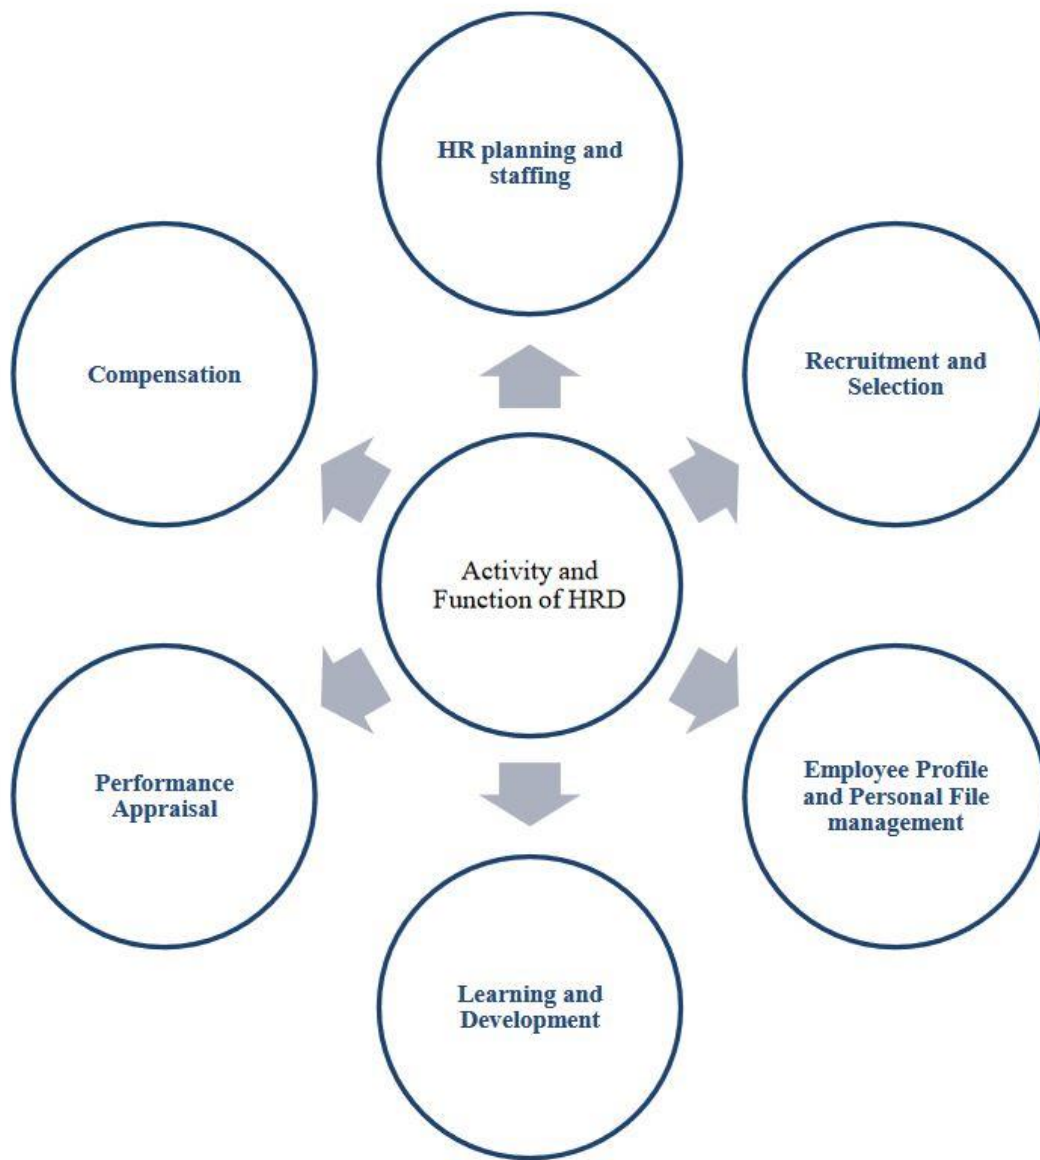 HR planning and
staffing
Compensation
Recruitment and
Selection
Activity and
Function of HRD
Performance
Appraisal
Employee Profile
and Personal File
management
Learning and
Development